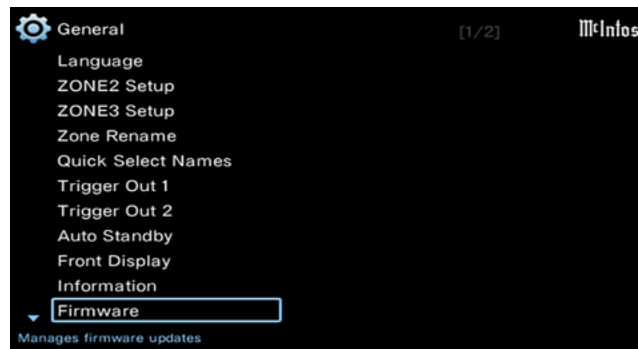 General
[1/2]
McIntos
Language
ZONE2 Setup
ZONE3 Setup
Zone Rename
Quick Select Names
Trigger Out 1
Trigger Out 2
Auto Standby
Front Display
Information
Firmware
Manages firmware updates